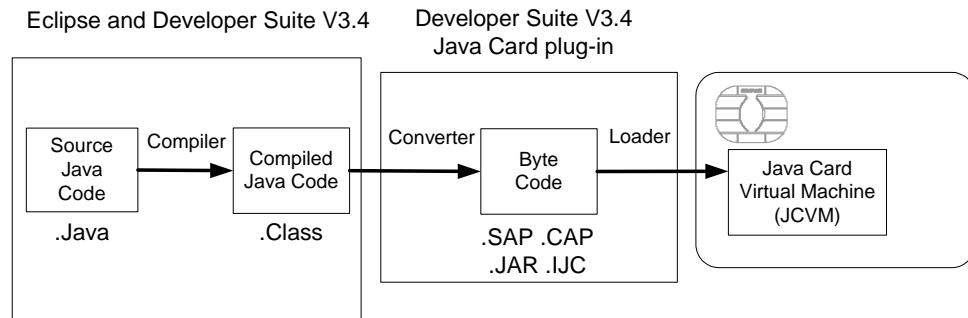 Eclipse and Developer Suite V3.4
Developer Suite V3.4
Java Card plug-in
Source
Java
Code
Compiler
Compiled
Java Code
Converter
Byte
Code
Loader
Java Card
Virtual Machine
(JCVM)
.Java
.Class
.SAP .CAP
.JAR .IJC